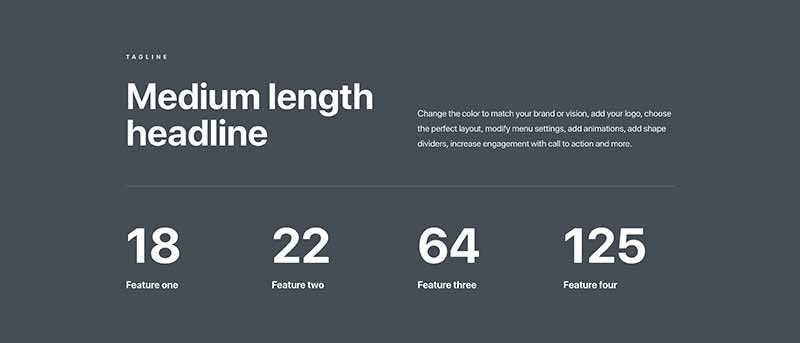 TAGLINE
Medium length
headline
Change the color to match your brand or vision, add your logo, choose
the perfect layout, modify menu settings, add animations, add shape
dividers, increase engagement with call to action and more.
18
Feature one
22
Feature two
64
Feature three
125
Feature four